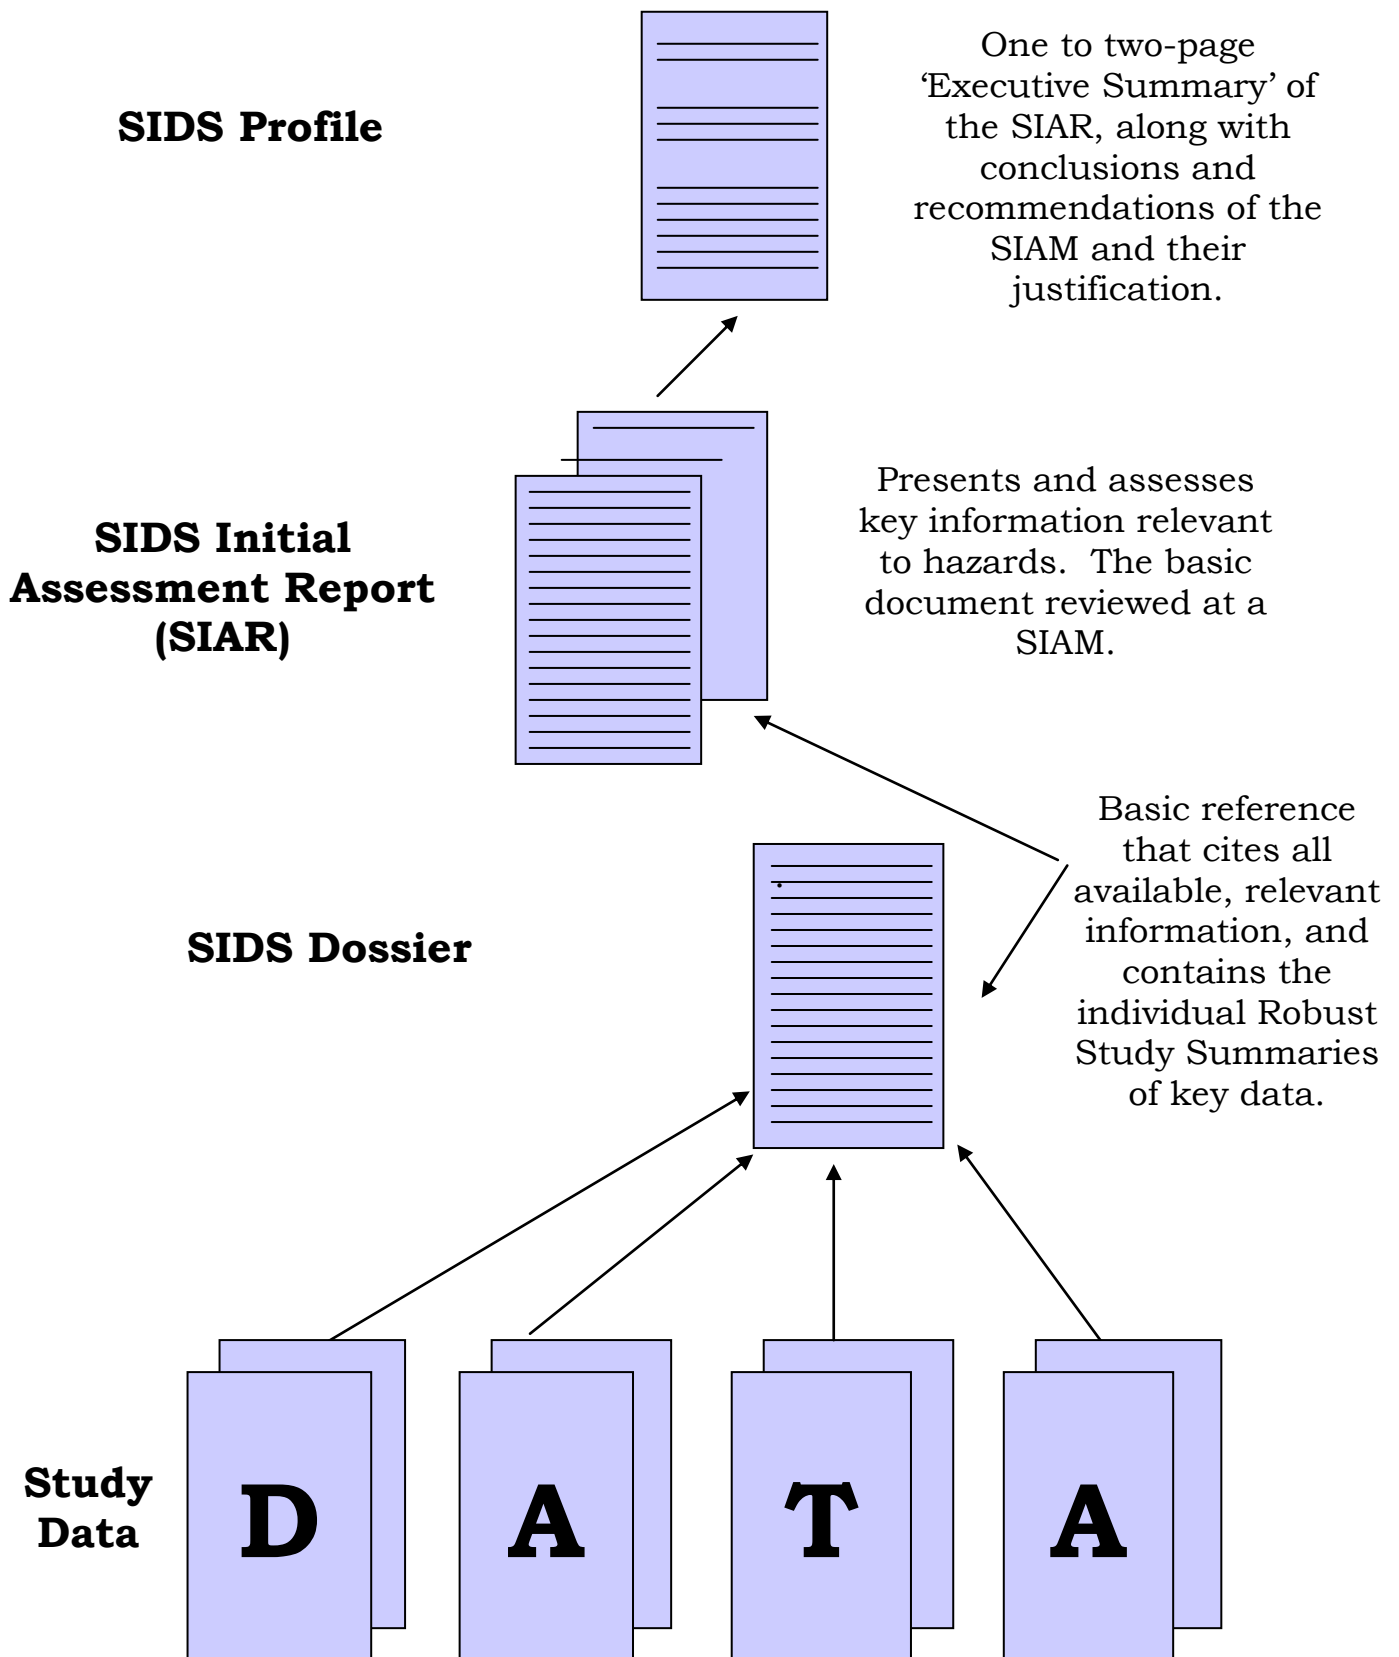 SIDS Profile
One to two-page
‘Executive Summary’ of
the SIAR, along with
conclusions and
recommendations of the
SIAM and their
justification.
SIDS Initial
Assessment Report
(SIAR)
Presents and assesses
key information relevant
to hazards.  The basic
document reviewed at a
SIAM.
SIDS Dossier
Basic reference
that cites all
available, relevant
information, and
contains the
individual Robust
Study Summaries
of key data.
Study
Data
D A T A